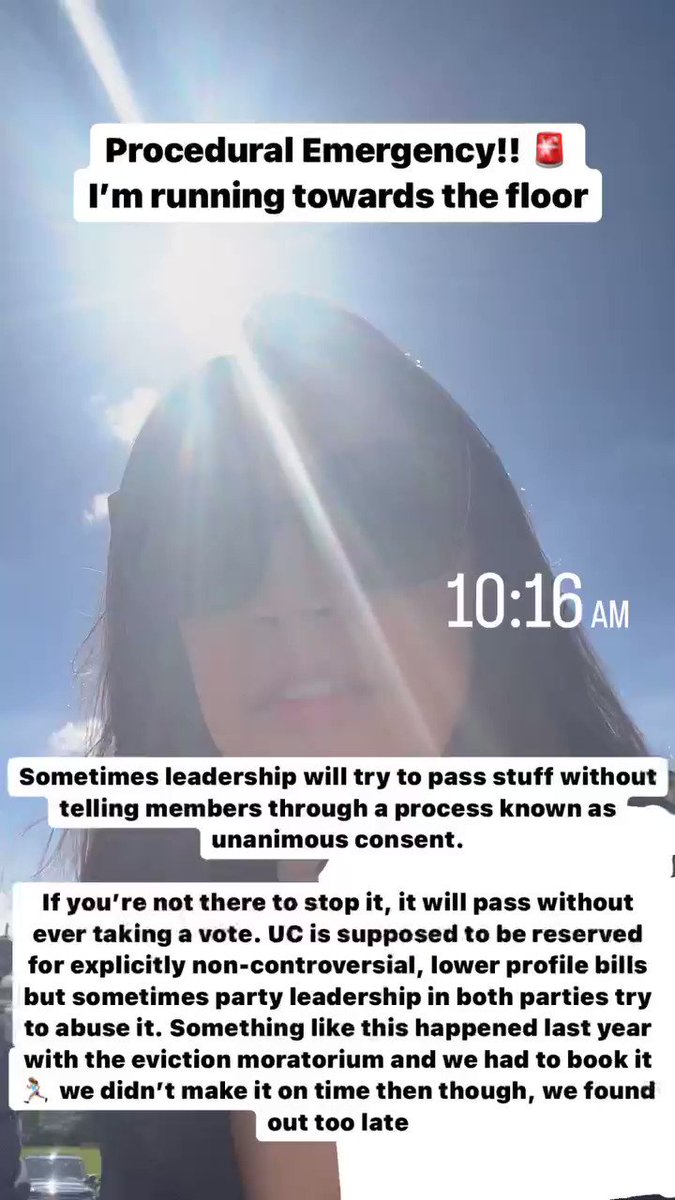 Procedural Emergency!! 🚨
I’m running towards the floor
10:16 AM
Sometimes leadership will try to pass stuff without
telling members through a process known as
unanimous consent.
If you’re not there to stop it, it will pass without
ever taking a vote. UC is supposed to be reserved
for explicitly non-controversial, lower profile bills
but sometimes party leadership in both parties try
to abuse it. Something like this happened last year
with the eviction moratorium and we had to book it
🏃🏽‍♀️ we didn’t make it on time then though, we found
out too late